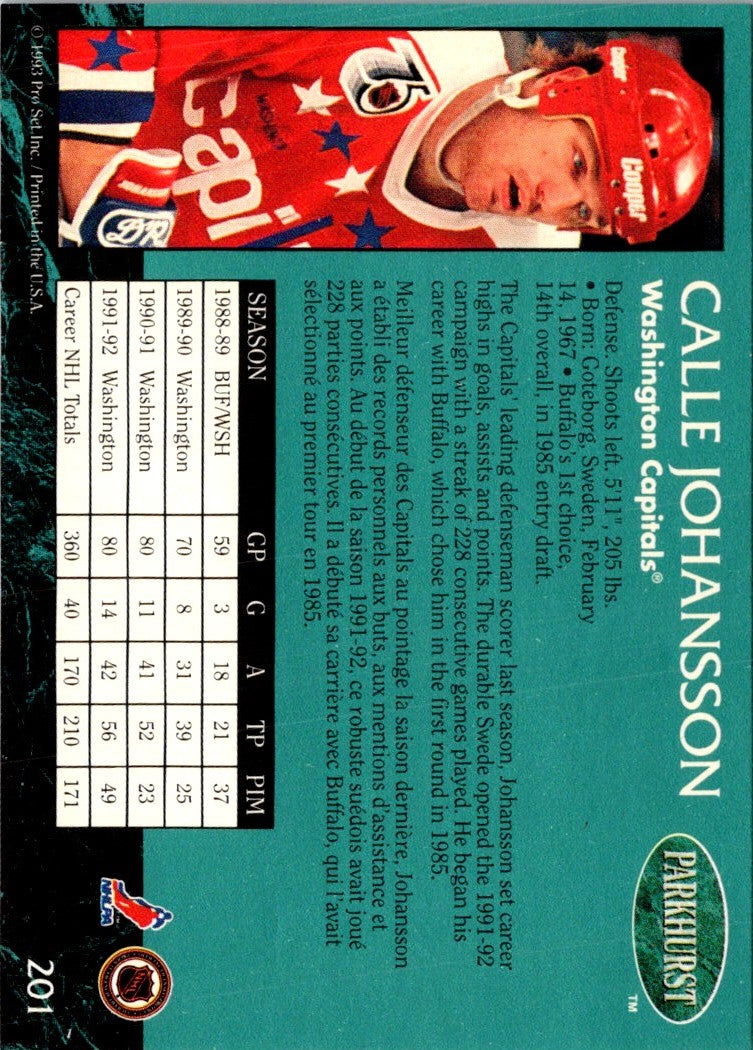 CALLE JOHANSSON
Washington Capitals®
PARKHURST
TM
Defense. Shoots left. 5'11", 205 lbs.
• Born: Goteborg, Sweden, February
14, 1967 • Buffalo's 1st choice,
14th overall, in 1985 entry draft.
The Capitals' leading defenseman scorer last season, Johansson set career
highs in goals, assists and points. The durable Swede opened the 1991-92
campaign with a streak of 228 consecutive games played. He began his
career with Buffalo, which chose him in the first round in 1985.
Meilleur défenseur des Capitals au pointage la saison dernière, Johansson
a établi des records personnels aux buts, aux mentions d'assistance et
aux points. Au début de la saison 1991-92, ce robuste suédois avait joué
228 parties consécutives. Il a débuté sa carrière avec Buffalo, qui l'avait
sélectionné au premier tour en 1985.
SEASON GP G A TP PIM
1988-89 BUF/WSH 59 3 18 21 37
1989-90 Washington 70 8 31 39 25
1990-91 Washington 80 11 41 52 23
1991-92 Washington 80 14 42 56 49
Career NHL Totals 360 40 170 210 171
© 1993 Pro Set, Inc. / Printed in the U.S.A.
NHLPA
NHL
201
Cooper
Cooper
75
capi